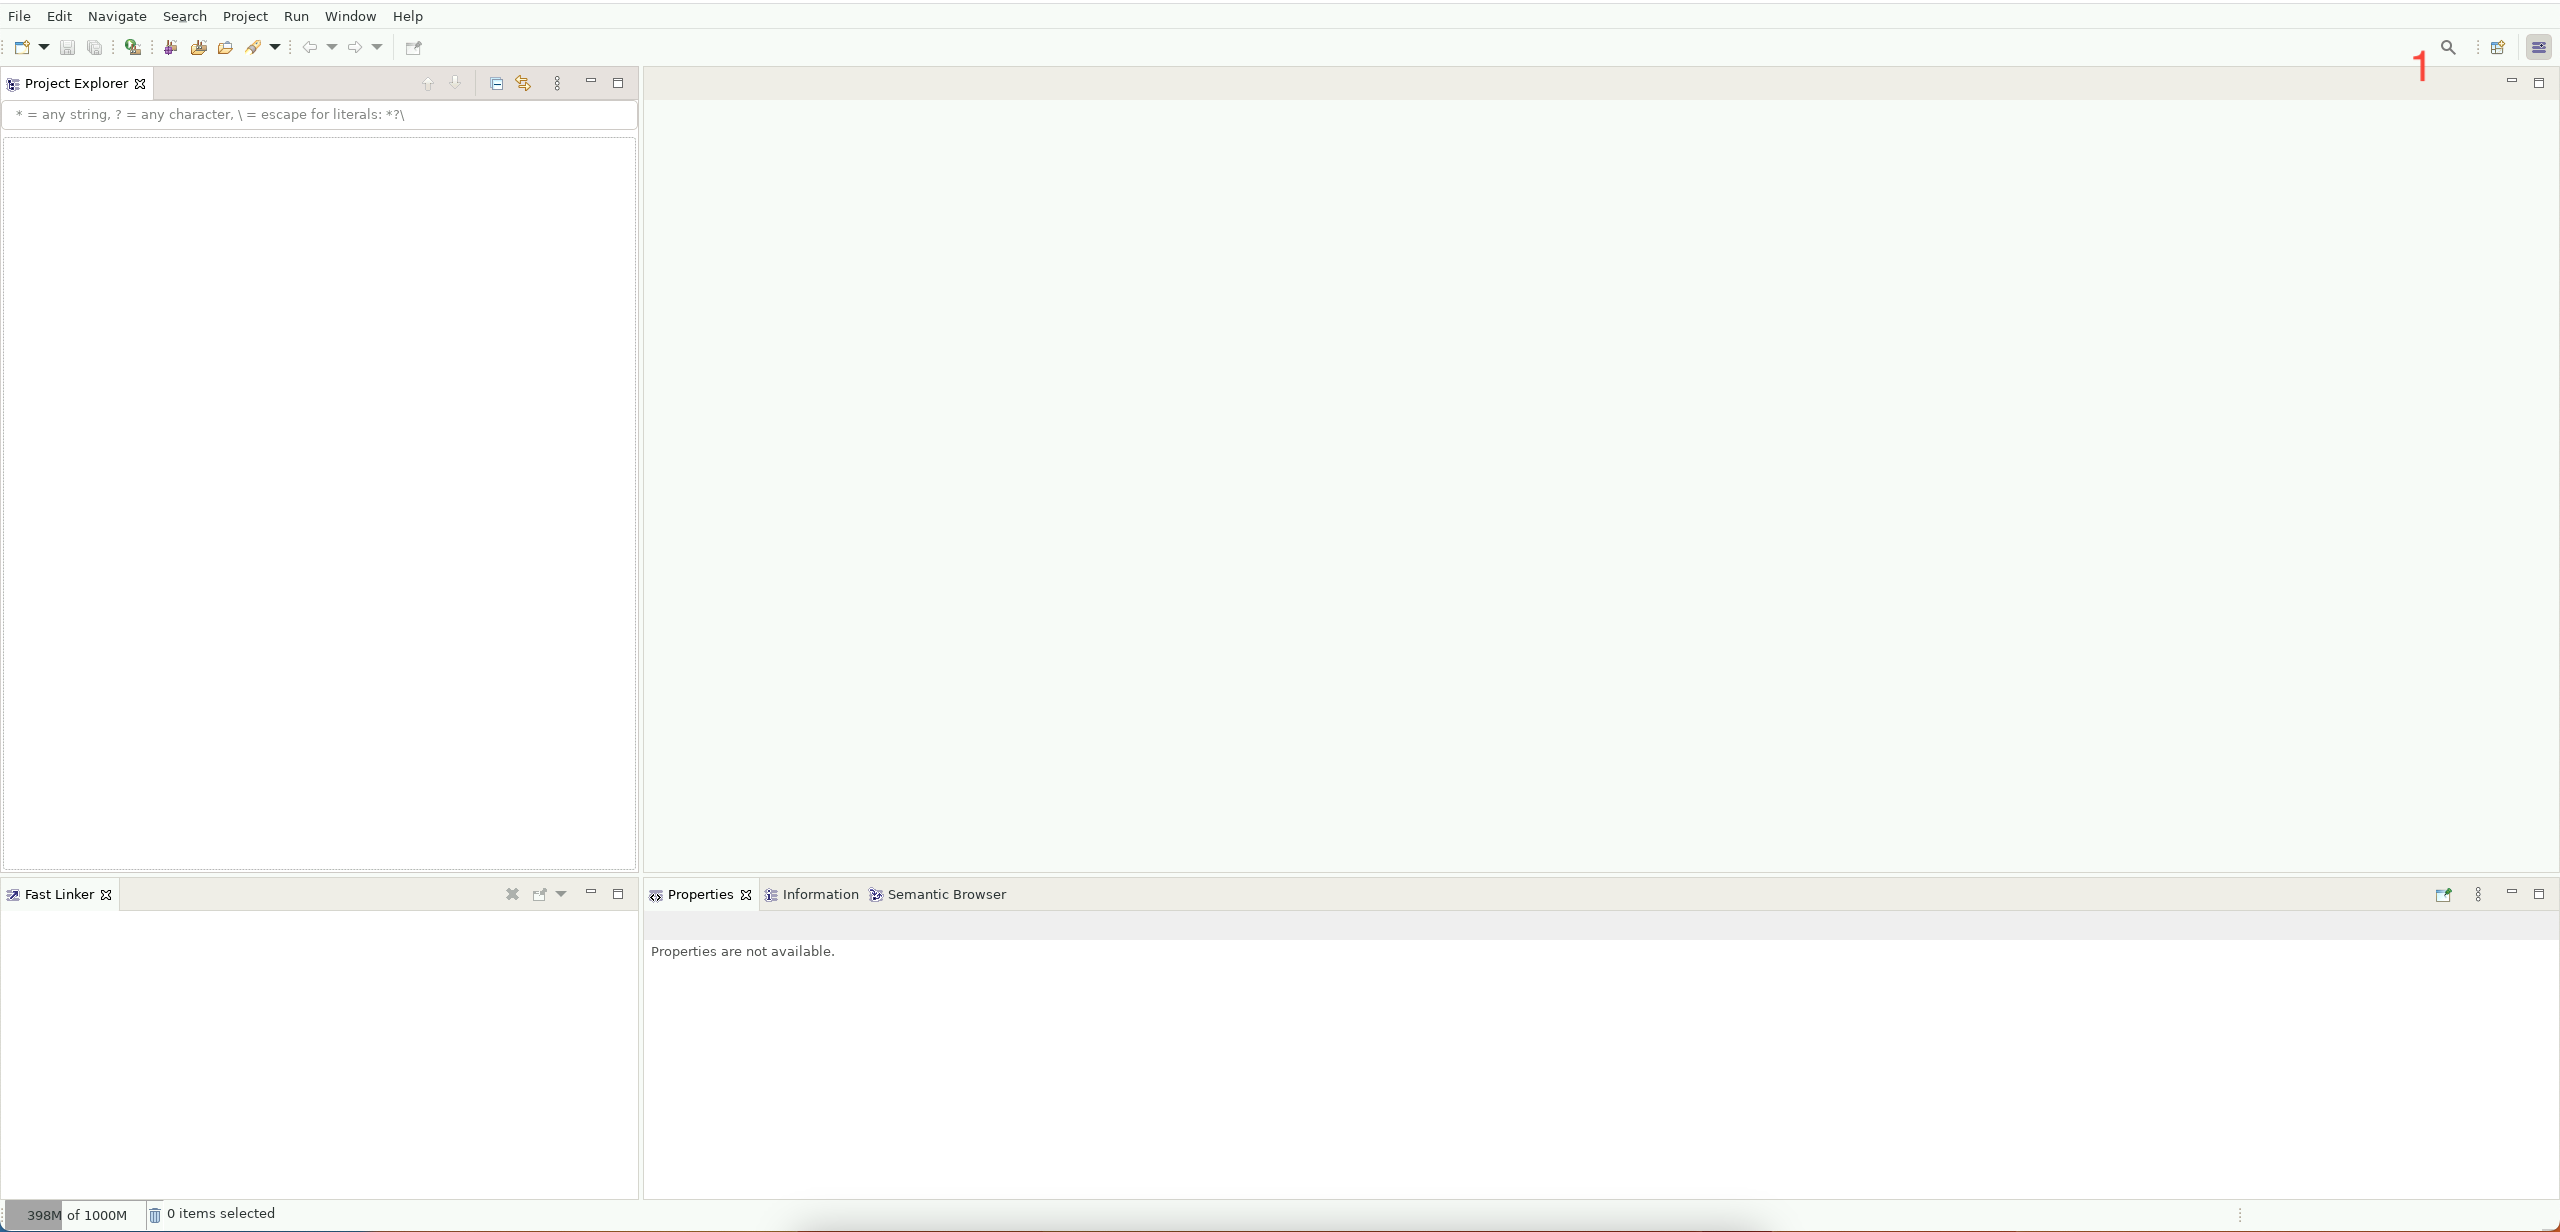 File Edit Navigate Search Project Run Window Help
1
Project Explorer
* = any string, ? = any character, \ = escape for literals: *?\
Fast Linker
Properties Information Semantic Browser
Properties are not available.
398M of 1000M 0 items selected